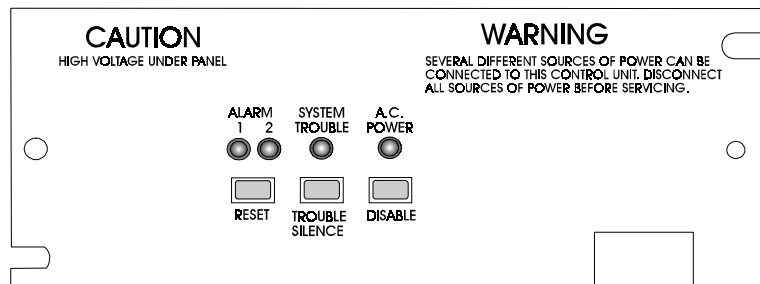 CAUTION
HIGH VOLTAGE UNDER PANEL
WARNING
SEVERAL DIFFERENT SOURCES OF POWER CAN BE
CONNECTED TO THIS CONTROL UNIT. DISCONNECT
ALL SOURCES OF POWER BEFORE SERVICING.
ALARM
1 2
SYSTEM
TROUBLE
A.C.
POWER
RESET
TROUBLE
SILENCE
DISABLE